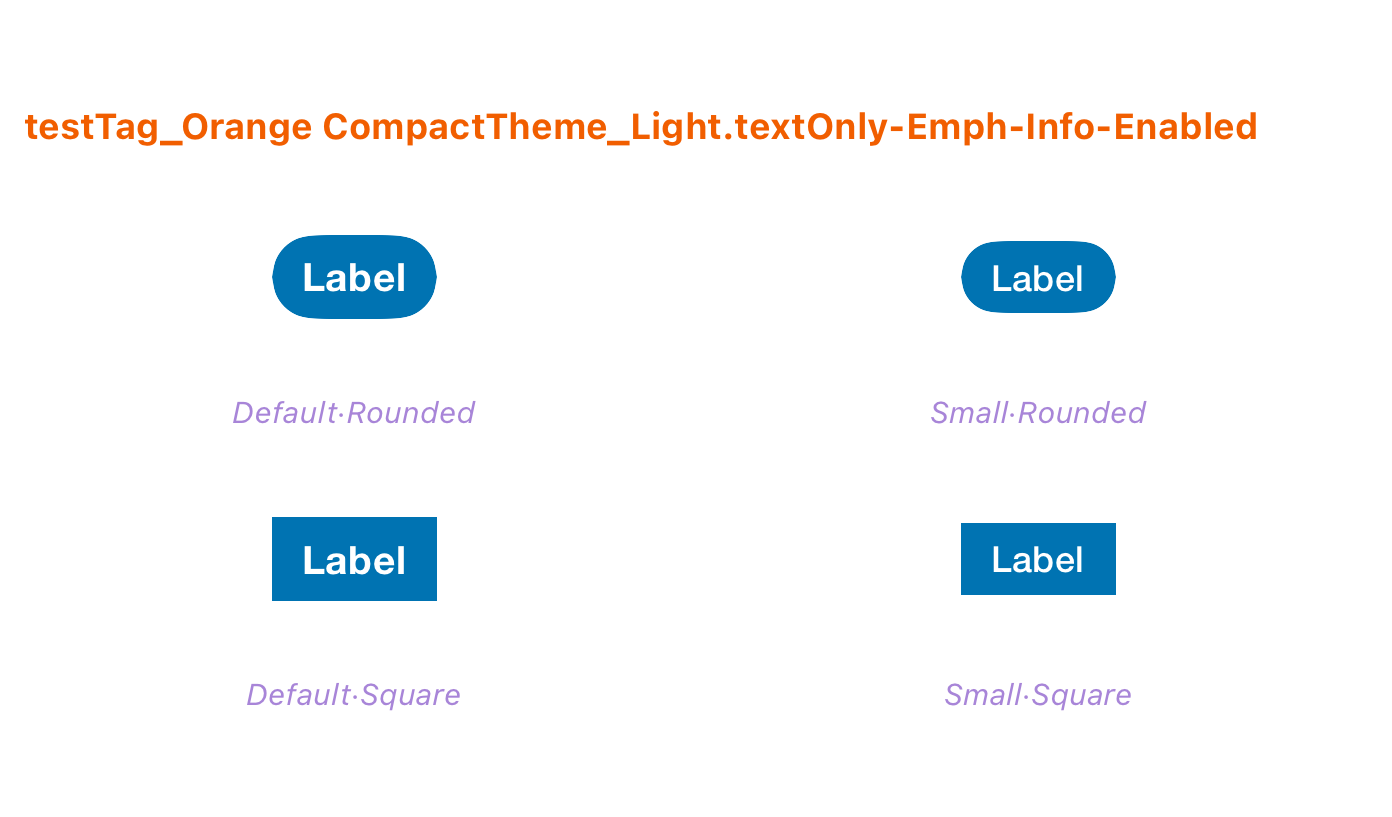 testTag_Orange CompactTheme_Light.textOnly-Emph-Info-Enabled
Label
Label
Default·Rounded
Small·Rounded
Label
Label
Default·Square
Small·Square